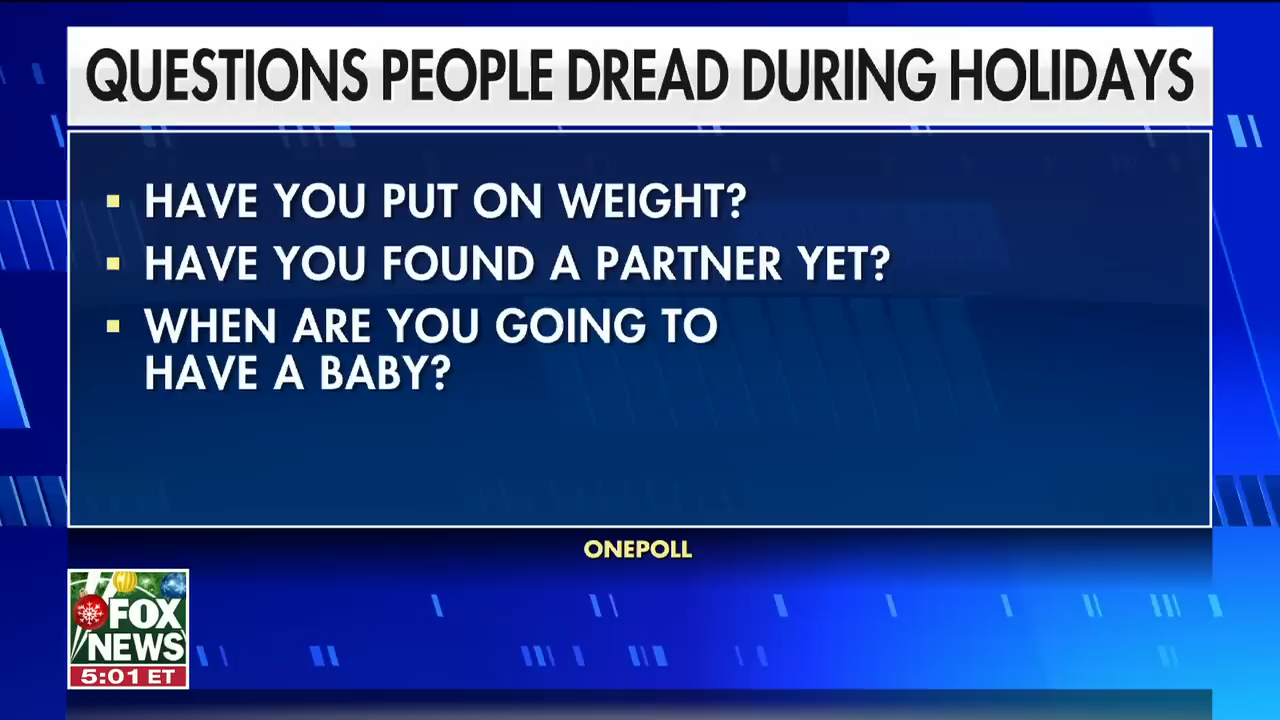 QUESTIONS PEOPLE DREAD DURING HOLIDAYS
HAVE YOU PUT ON WEIGHT?
HAVE YOU FOUND A PARTNER YET?
WHEN ARE YOU GOING TO
HAVE A BABY?
ONEPOLL
FOX
NEWS
5:01 ET